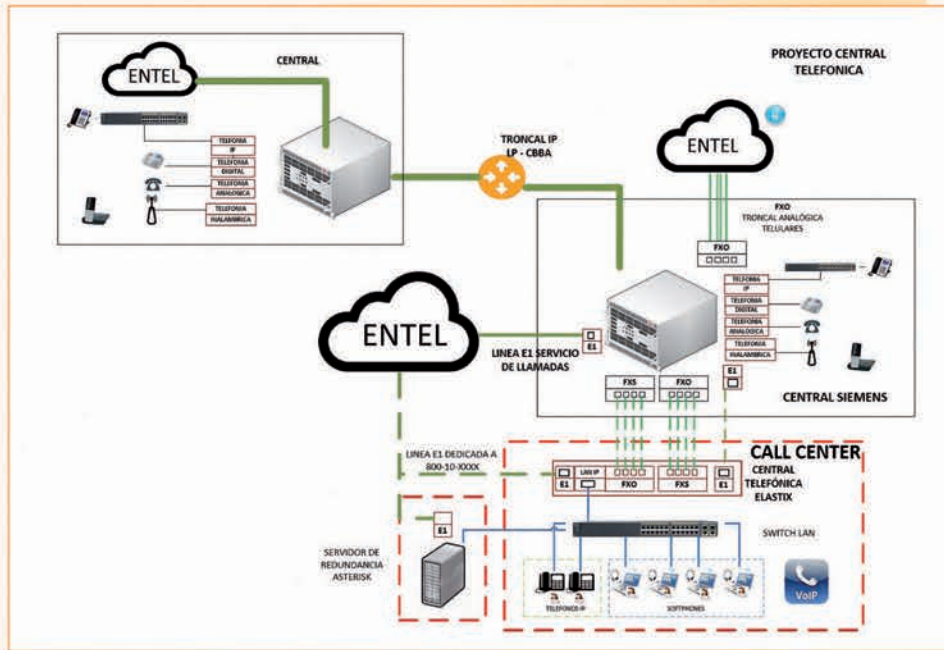 PROYECTO CENTRAL
TELEFONICA
CENTRAL
ENTEL
TELEFONIA
IP
TELEFONIA
DIGITAL
TELEFONIA
ANALOGICA
TELEFONIA
INALAMBRICA
TRONCAL IP
LP - CBBA
ENTEL
FXO
TRONCAL ANALÓGICA
TELULARES
FXO
TELEFONIA
IP
TELEFONIA
DIGITAL
TELEFONIA
ANALOGICA
TELEFONIA
INALAMBRICA
E1
ENTEL
LINEA E1 SERVICIO
DE LLAMADAS
E1
FXS
FXO
CENTRAL SIEMENS
LINEA E1 DEDICADA A
800-10-XXXX
CALL CENTER
CENTRAL
TELEFÓNICA
ELASTIX
E1
LAN IP
FXO
FXS
E1
SWITCH LAN
E1
SERVIDOR DE
REDUNDANCIA
ASTERISK
TELEFONOS IP
SOFTPHONES
VoIP